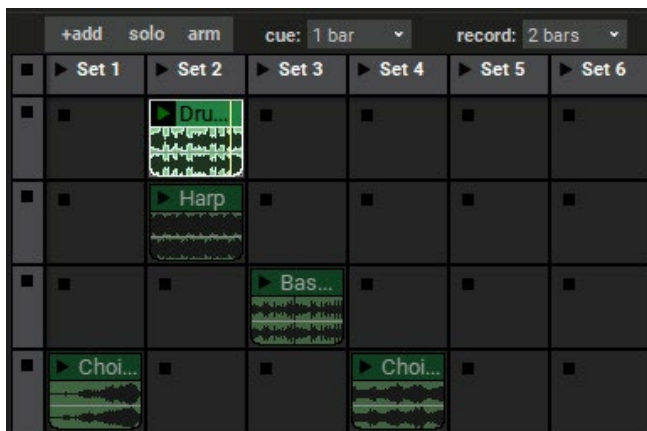 +add solo arm cue: 1 bar record: 2 bars
Set 1 Set 2 Set 3 Set 4 Set 5 Set 6
Dru...
Harp
Bas...
Choi... Choi...